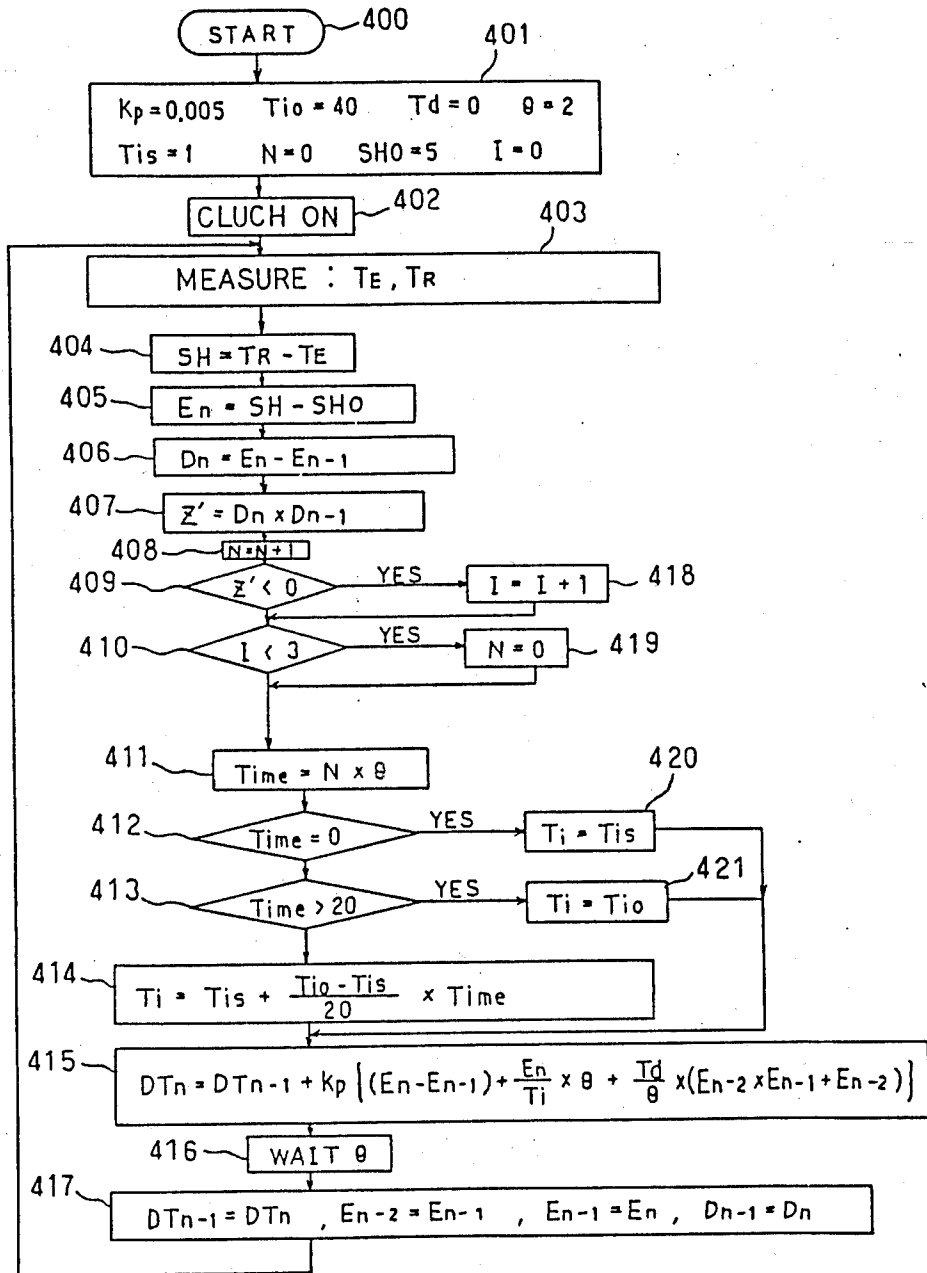 START 400
401
Kp=0.005 Tio = 40 Td = 0 θ = 2
Tis = 1 N = 0 SHO = 5 I = 0
CLUCH ON 402
403
MEASURE : TE, TR
404 SH = TR - TE
405 En = SH - SHO
406 Dn = En - En-1
407 Z' = Dn x Dn-1
408 N = N + 1
409 Z' < 0 YES I = I + 1 418
410 I < 3 YES N = 0 419
411 Time = N x θ
420
412 Time = 0 YES Ti = Tis
421
413 Time > 20 YES Ti = Tio
414 Ti = Tis + (Tio - Tis)/20 x Time
415 DTn = DTn-1 + Kp {(En-En-1) + En/Ti x θ + Td/θ x (En-2 x En-1 + En-2)}
416 WAIT θ
417 DTn-1 = DTn , En-2 = En-1 , En-1 = En, Dn-1 = Dn